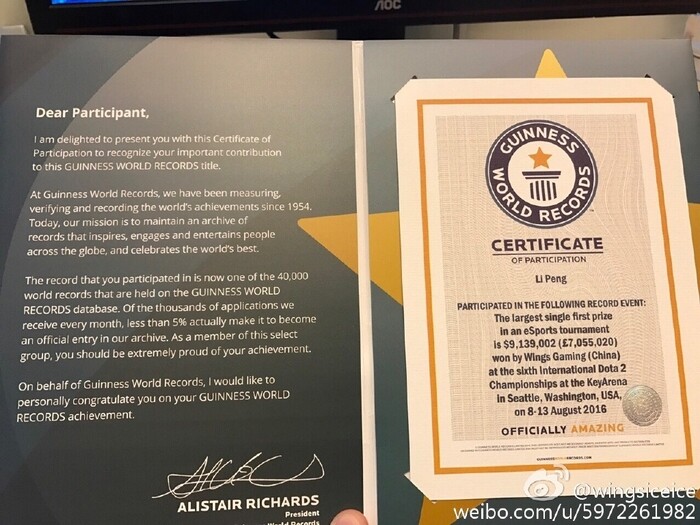 AOC
Dear Participant,
I am delighted to present you with this Certificate of
Participation to recognize your important contribution
to this GUINNESS WORLD RECORDS title.
At Guinness World Records, we have been measuring,
verifying and recording the world's achievements since 1954.
Today, our mission is to maintain an archive of
records that inspires, engages and entertains people
across the globe, and celebrates the world's best.
The record that you participated in is now one of the 40,000
world records that are held on the GUINNESS WORLD
RECORDS database. Of the thousands of applications we
receive every month, less than 5% actually make it to become
an official entry in our archive. As a member of this select
group, you should be extremely proud of your achievement.
On behalf of Guinness World Records, I would like to
personally congratulate you on your GUINNESS WORLD
RECORDS achievement.
ALISTAIR RICHARDS
President
Guinness World Records
GUINNESS
WORLD RECORDS
CERTIFICATE
OF PARTICIPATION
Li Peng
PARTICIPATED IN THE FOLLOWING RECORD EVENT:
The largest single first prize
in an eSports tournament
is $9,139,002 (£7,055,020)
won by Wings Gaming (China)
at the sixth International Dota 2
Championships at the KeyArena
in Seattle, Washington, USA,
on 8-13 August 2016
OFFICIALLY AMAZING
GUINNESSWORLDRECORDS.COM
@wingsiceice
weibo.com/u/5972261982